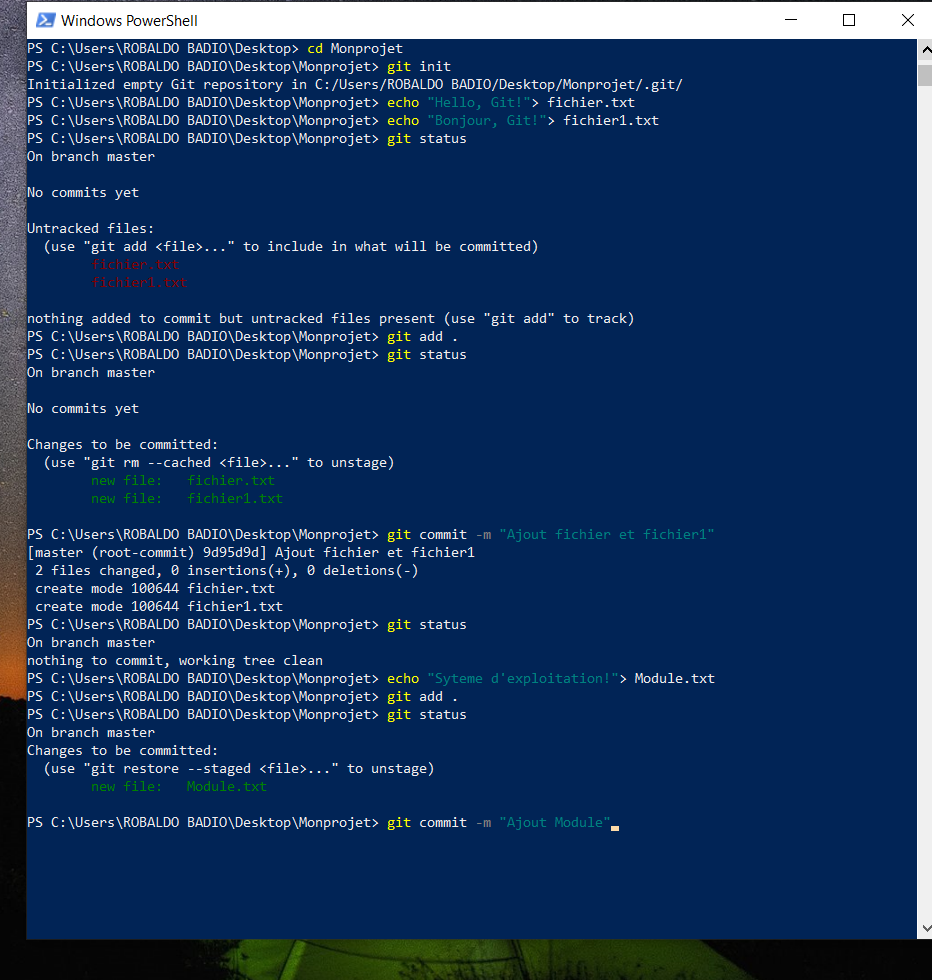 Windows PowerShell
PS C:\Users\ROBALDO BADIO\Desktop> cd Monprojet
PS C:\Users\ROBALDO BADIO\Desktop\Monprojet> git init
Initialized empty Git repository in C:/Users/ROBALDO BADIO/Desktop/Monprojet/.git/
PS C:\Users\ROBALDO BADIO\Desktop\Monprojet> echo "Hello, Git!"> fichier.txt
PS C:\Users\ROBALDO BADIO\Desktop\Monprojet> echo "Bonjour, Git!"> fichier1.txt
PS C:\Users\ROBALDO BADIO\Desktop\Monprojet> git status
On branch master
No commits yet
Untracked files:
  (use "git add <file>..." to include in what will be committed)
        fichier.txt
        fichier1.txt
nothing added to commit but untracked files present (use "git add" to track)
PS C:\Users\ROBALDO BADIO\Desktop\Monprojet> git add .
PS C:\Users\ROBALDO BADIO\Desktop\Monprojet> git status
On branch master
No commits yet
Changes to be committed:
  (use "git rm --cached <file>..." to unstage)
        new file:   fichier.txt
        new file:   fichier1.txt
PS C:\Users\ROBALDO BADIO\Desktop\Monprojet> git commit -m "Ajout fichier et fichier1"
[master (root-commit) 9d95d9d] Ajout fichier et fichier1
 2 files changed, 0 insertions(+), 0 deletions(-)
 create mode 100644 fichier.txt
 create mode 100644 fichier1.txt
PS C:\Users\ROBALDO BADIO\Desktop\Monprojet> git status
On branch master
nothing to commit, working tree clean
PS C:\Users\ROBALDO BADIO\Desktop\Monprojet> echo "Syteme d'exploitation!"> Module.txt
PS C:\Users\ROBALDO BADIO\Desktop\Monprojet> git add .
PS C:\Users\ROBALDO BADIO\Desktop\Monprojet> git status
On branch master
Changes to be committed:
  (use "git restore --staged <file>..." to unstage)
        new file:   Module.txt
PS C:\Users\ROBALDO BADIO\Desktop\Monprojet> git commit -m "Ajout Module"